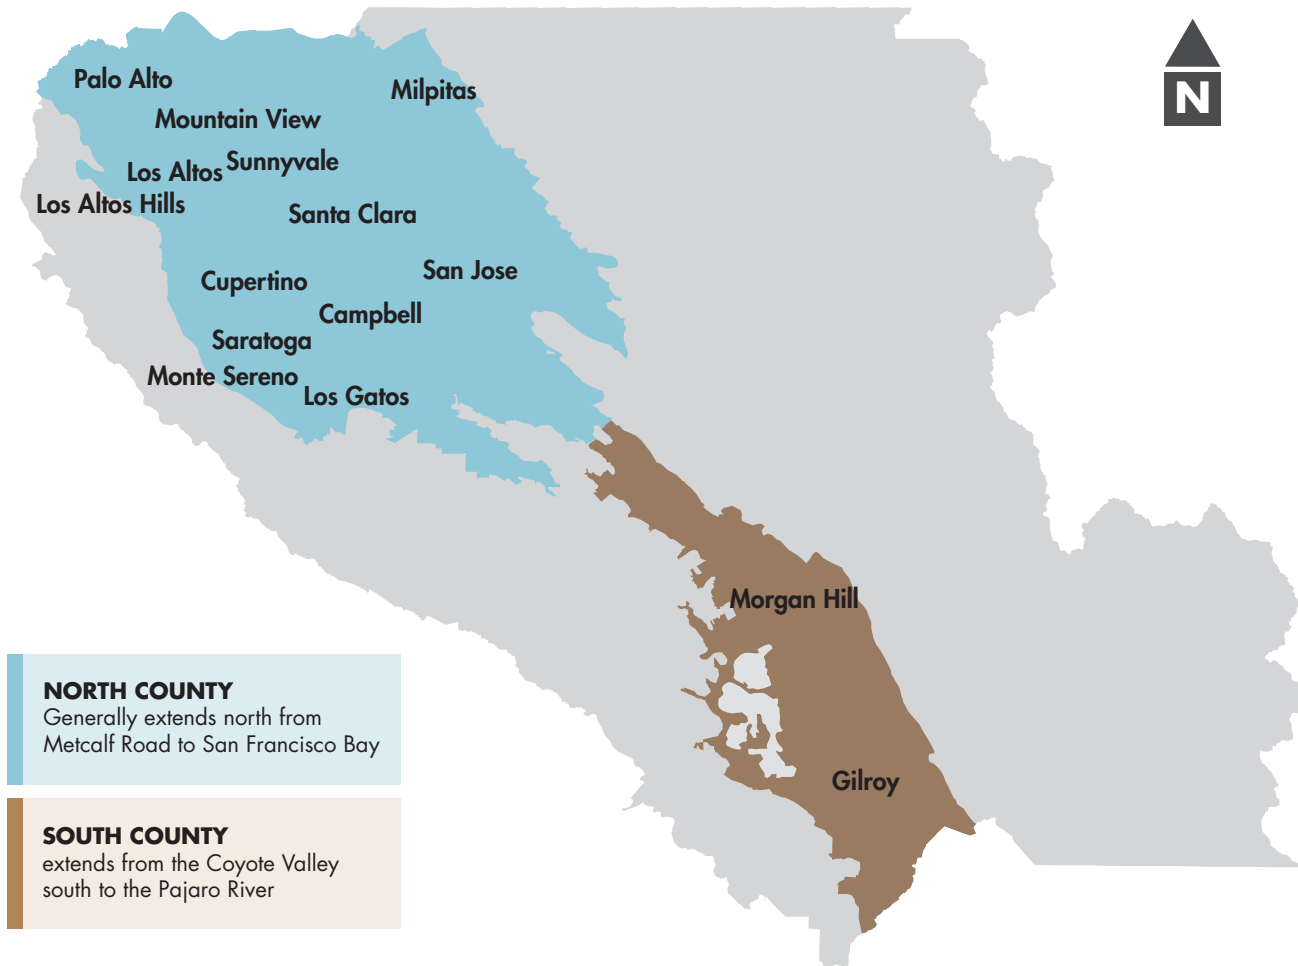 N
Palo Alto
Milpitas
Mountain View
Sunnyvale
Los Altos
Los Altos Hills
Santa Clara
San Jose
Cupertino
Campbell
Saratoga
Monte Sereno
Los Gatos
Morgan Hill
Gilroy
NORTH COUNTY
Generally extends north from
Metcalf Road to San Francisco Bay
SOUTH COUNTY
extends from the Coyote Valley
south to the Pajaro River